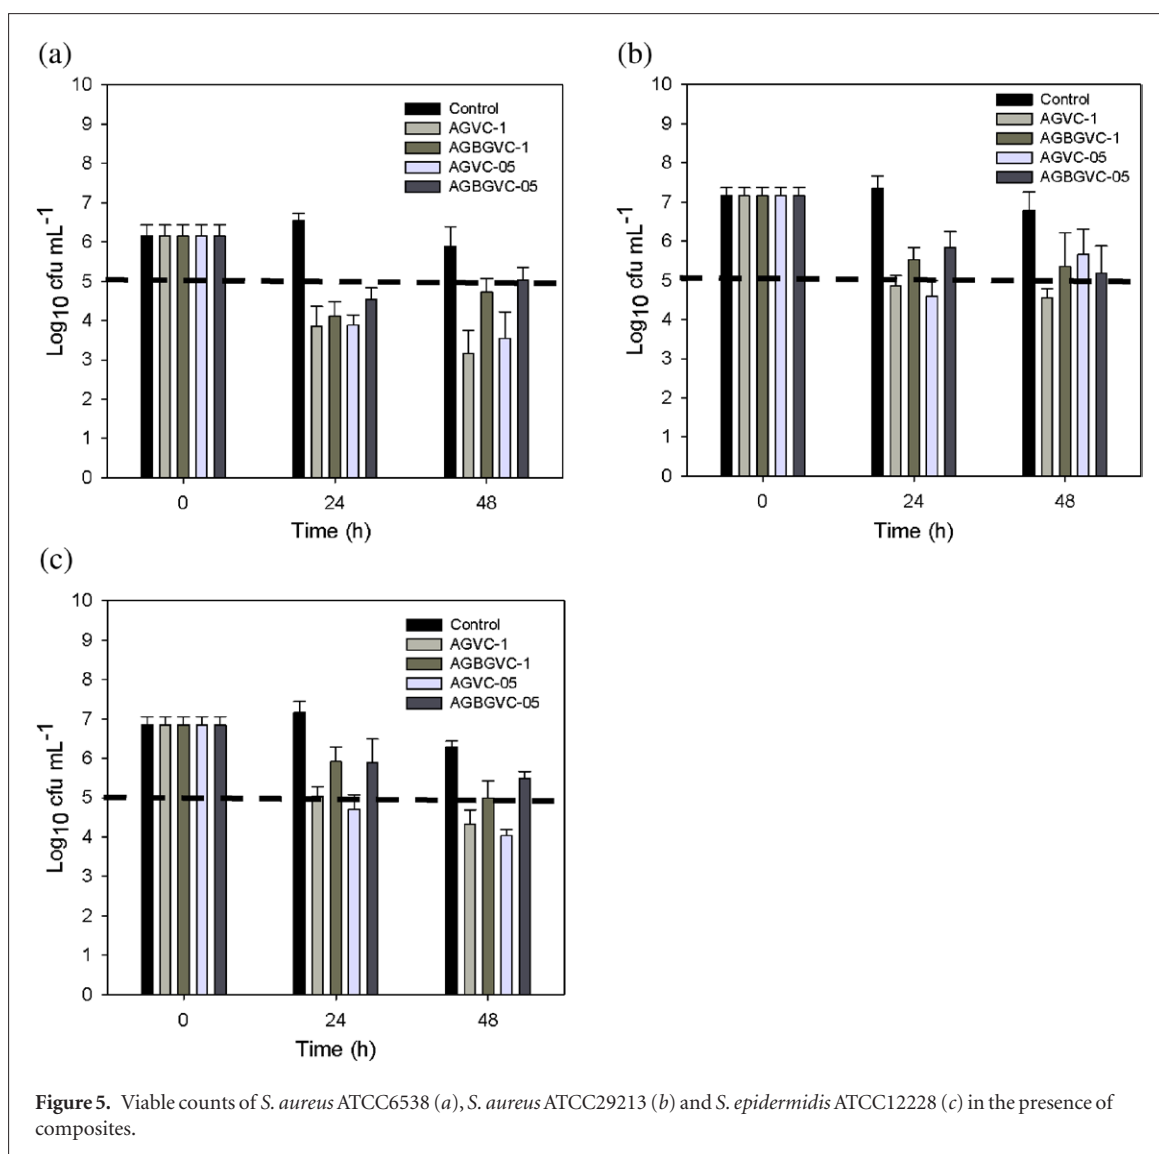 (a)
10
9
8
7
6
5
4
3
2
1
0
Log10 cfu mL-1
Control
AGVC-1
AGBGVC-1
AGVC-05
AGBGVC-05
0 24 48
Time (h)
(b)
10
9
8
7
6
5
4
3
2
1
0
Log10 cfu mL-1
Control
AGVC-1
AGBGVC-1
AGVC-05
AGBGVC-05
0 24 48
Time (h)
(c)
10
9
8
7
6
5
4
3
2
1
0
Log10 cfu mL-1
Control
AGVC-1
AGBGVC-1
AGVC-05
AGBGVC-05
0 24 48
Time (h)
Figure 5. Viable counts of S. aureus ATCC6538 (a), S. aureus ATCC29213 (b) and S. epidermidis ATCC12228 (c) in the presence of
composites.